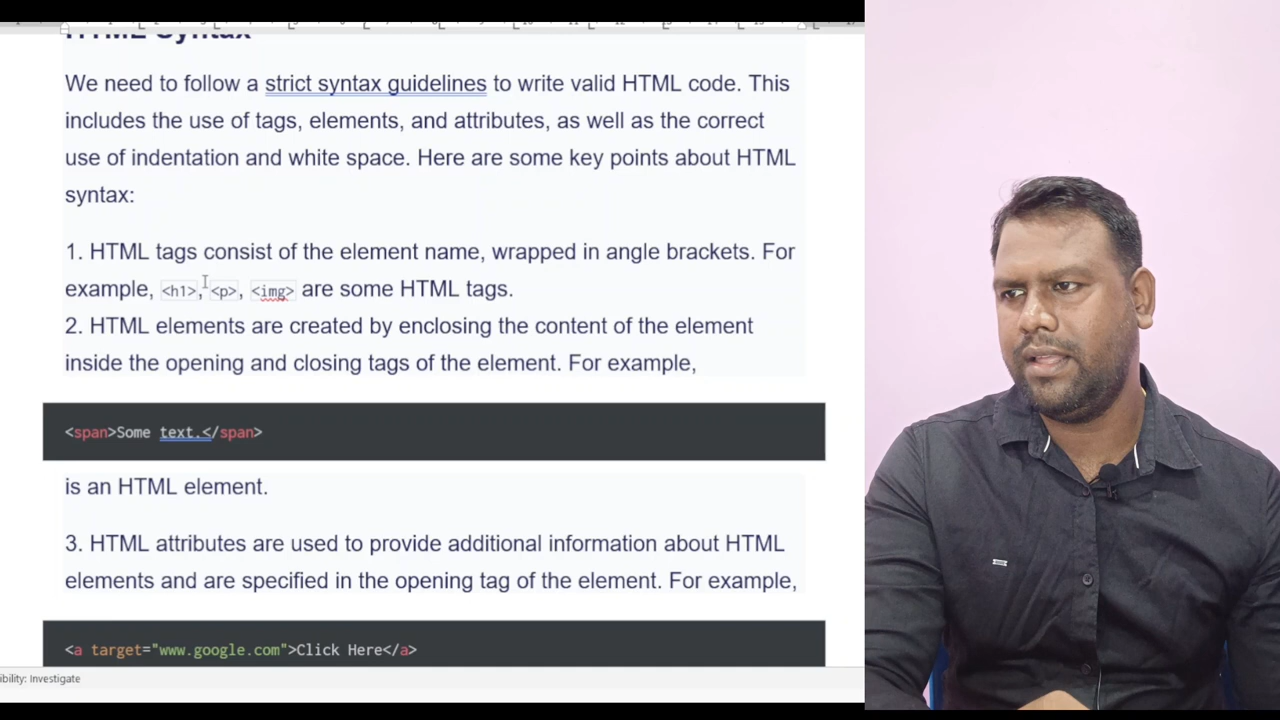 HTML Syntax
We need to follow a strict syntax guidelines to write valid HTML code. This
includes the use of tags, elements, and attributes, as well as the correct
use of indentation and white space. Here are some key points about HTML
syntax:
1. HTML tags consist of the element name, wrapped in angle brackets. For
example, <h1>, <p>, <img> are some HTML tags.
2. HTML elements are created by enclosing the content of the element
inside the opening and closing tags of the element. For example,
<span>Some text.</span>
is an HTML element.
3. HTML attributes are used to provide additional information about HTML
elements and are specified in the opening tag of the element. For example,
<a target="www.google.com">Click Here</a>
ibility: Investigate